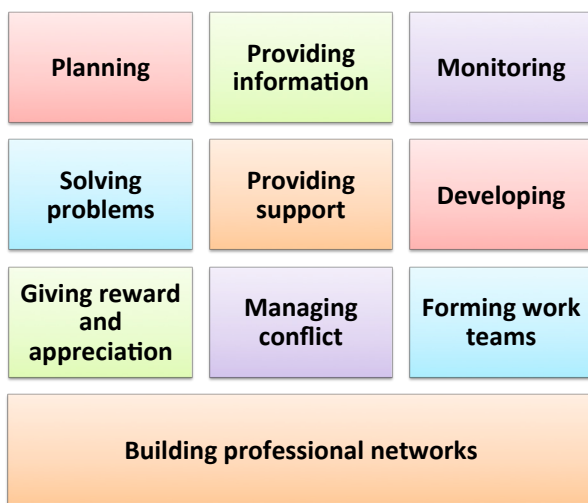 Planning
Providing
information
Monitoring
Solving
problems
Providing
support
Developing
Giving reward
and
appreciation
Managing
conflict
Forming work
teams
Building professional networks